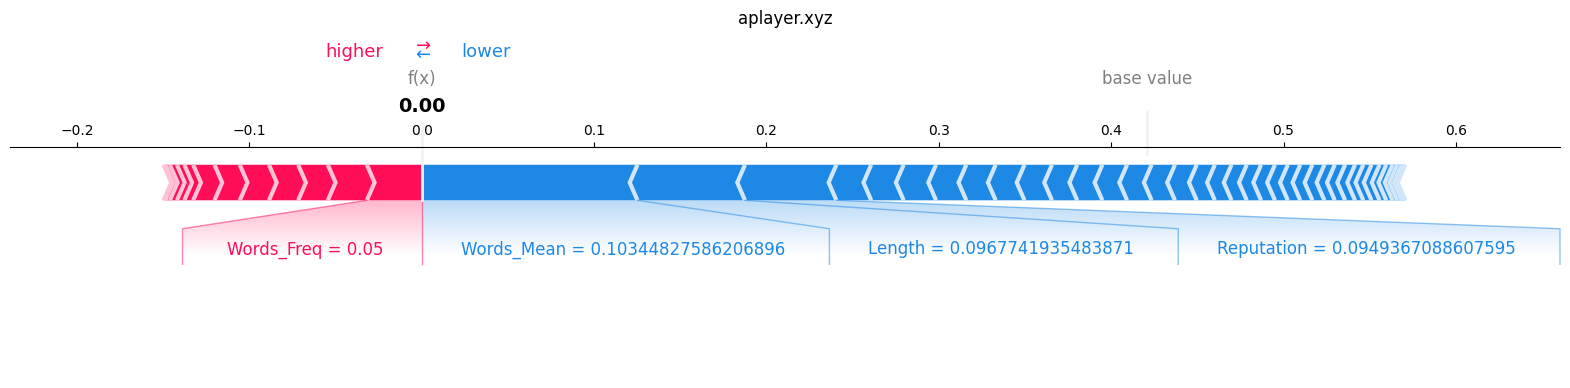 aplayer.xyz
higher ⇄ lower
f(x) base value
0.00
−0.2 −0.1 0.0 0.1 0.2 0.3 0.4 0.5 0.6
Words_Freq = 0.05 Words_Mean = 0.10344827586206896 Length = 0.0967741935483871 Reputation = 0.0949367088607595